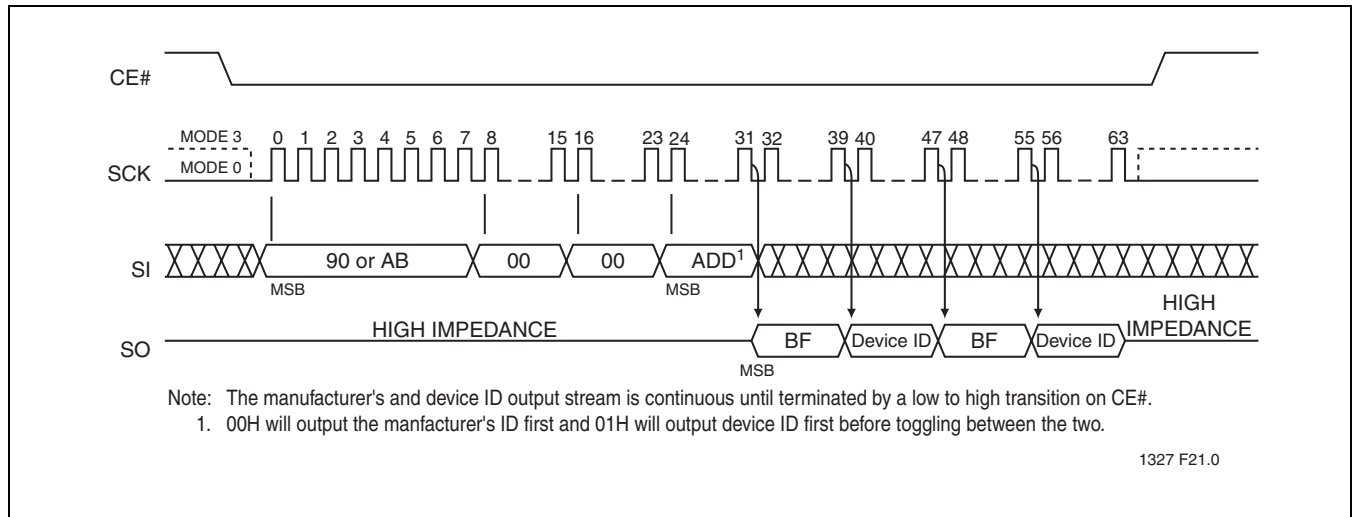 CE#
MODE 3
0 1 2 3 4 5 6 7 8 15 16 23 24 31 32 39 40 47 48 55 56 63
SCK
MODE 0
SI
90 or AB
00
00
ADD1
MSB
MSB
HIGH IMPEDANCE
HIGH IMPEDANCE
SO
BF
Device ID
BF
Device ID
MSB
Note: The manufacturer's and device ID output stream is continuous until terminated by a low to high transition on CE#.
1. 00H will output the manfacturer's ID first and 01H will output device ID first before toggling between the two.
1327 F21.0